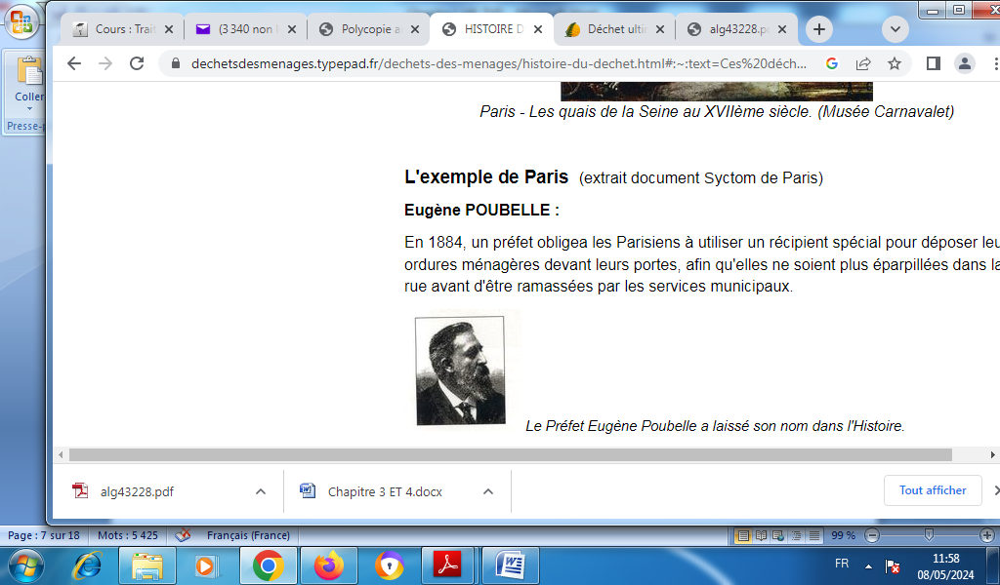 Cours : Trait
(3 340 non
Polycopie a
HISTOIRE D
Déchet ulti
alg43228.p
dechetsdesmenages.typepad.fr/dechets-des-menages/histoire-du-dechet.html#:~:text=Ces%20déch...
Coller
Presse-p
Paris - Les quais de la Seine au XVIIème siècle. (Musée Carnavalet)
L'exemple de Paris (extrait document Syctom de Paris)
Eugène POUBELLE :
En 1884, un préfet obligea les Parisiens à utiliser un récipient spécial pour déposer leu
ordures ménagères devant leurs portes, afin qu'elles ne soient plus éparpillées dans la
rue avant d'être ramassées par les services municipaux.
Le Préfet Eugène Poubelle a laissé son nom dans l'Histoire.
alg43228.pdf
Chapitre 3 ET 4.docx
Tout afficher
Page : 7 sur 18
Mots : 5 425
Français (France)
99 %
FR
11:58
08/05/2024